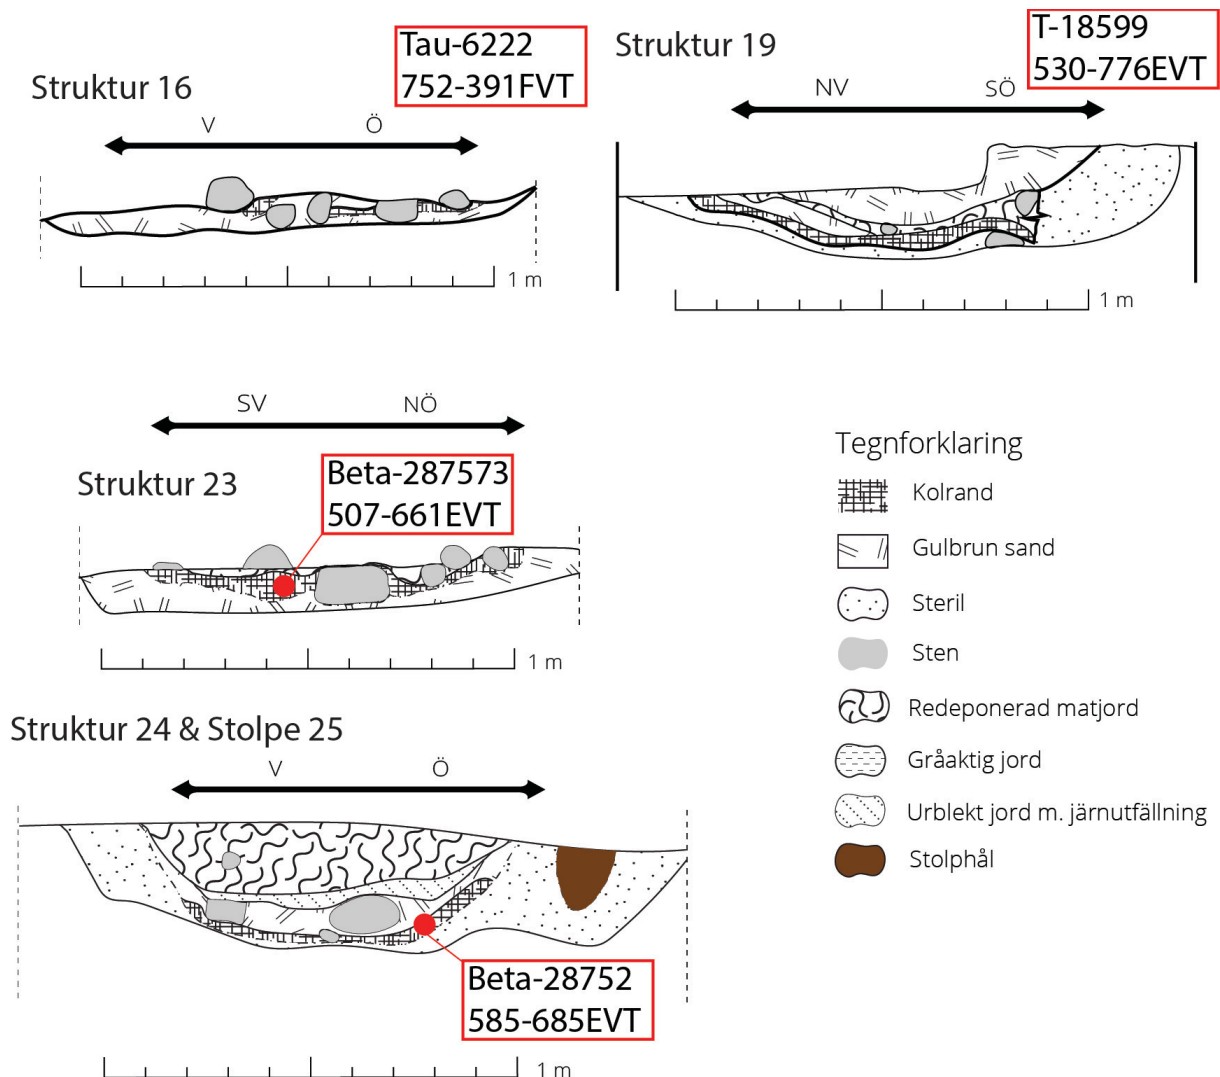 Struktur 16
Tau-6222
752-391FVT
V Ö
1 m
Struktur 19
T-18599
530-776EVT
NV SÖ
1 m
SV NÖ
Struktur 23
Beta-287573
507-661EVT
1 m
Struktur 24 & Stolpe 25
V Ö
Beta-28752
585-685EVT
1 m
Tegnforklaring
Kolrand
Gulbrun sand
Steril
Sten
Redeponerad matjord
Gråaktig jord
Urblekt jord m. järnutfällning
Stolphål